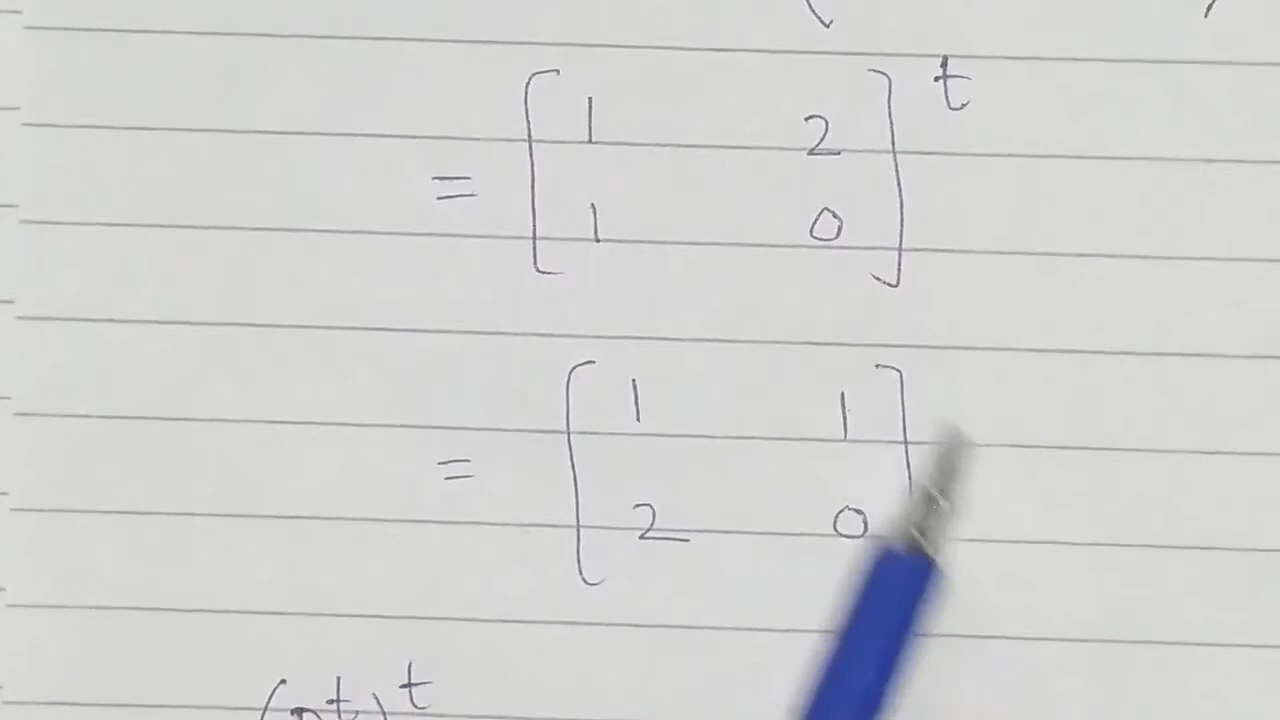 = [ 1 2 ] t
[ 1 0 ]
= [ 1 1 ]
[ 2 0 ]
( t ) t